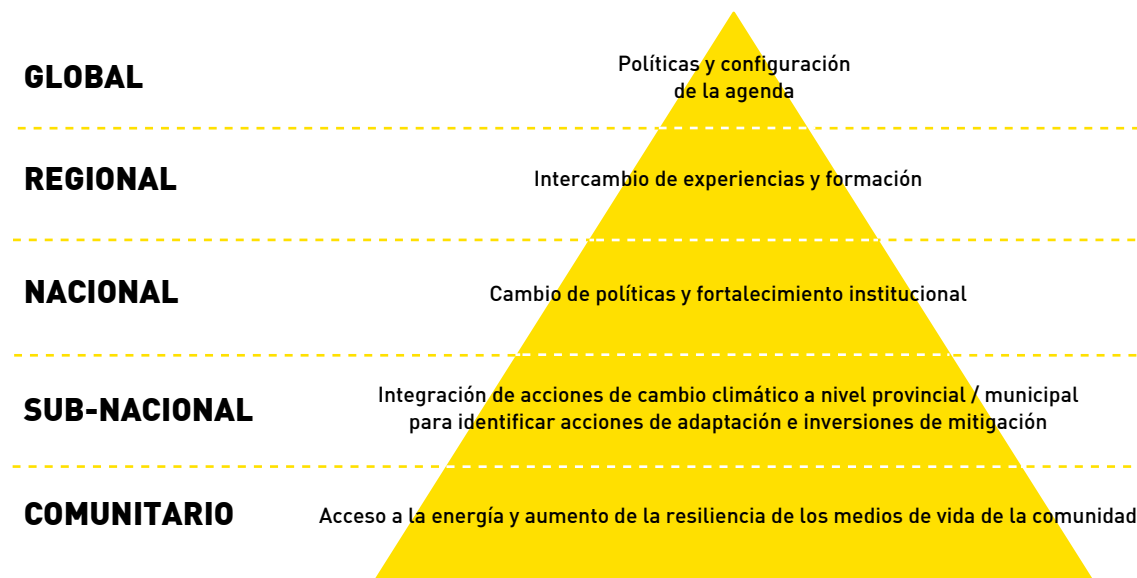 GLOBAL
Políticas y configuración
de la agenda
REGIONAL
Intercambio de experiencias y formación
NACIONAL
Cambio de políticas y fortalecimiento institucional
SUB-NACIONAL
Integración de acciones de cambio climático a nivel provincial / municipal
para identificar acciones de adaptación e inversiones de mitigación
COMUNITARIO
Acceso a la energía y aumento de la resiliencia de los medios de vida de la comunidad